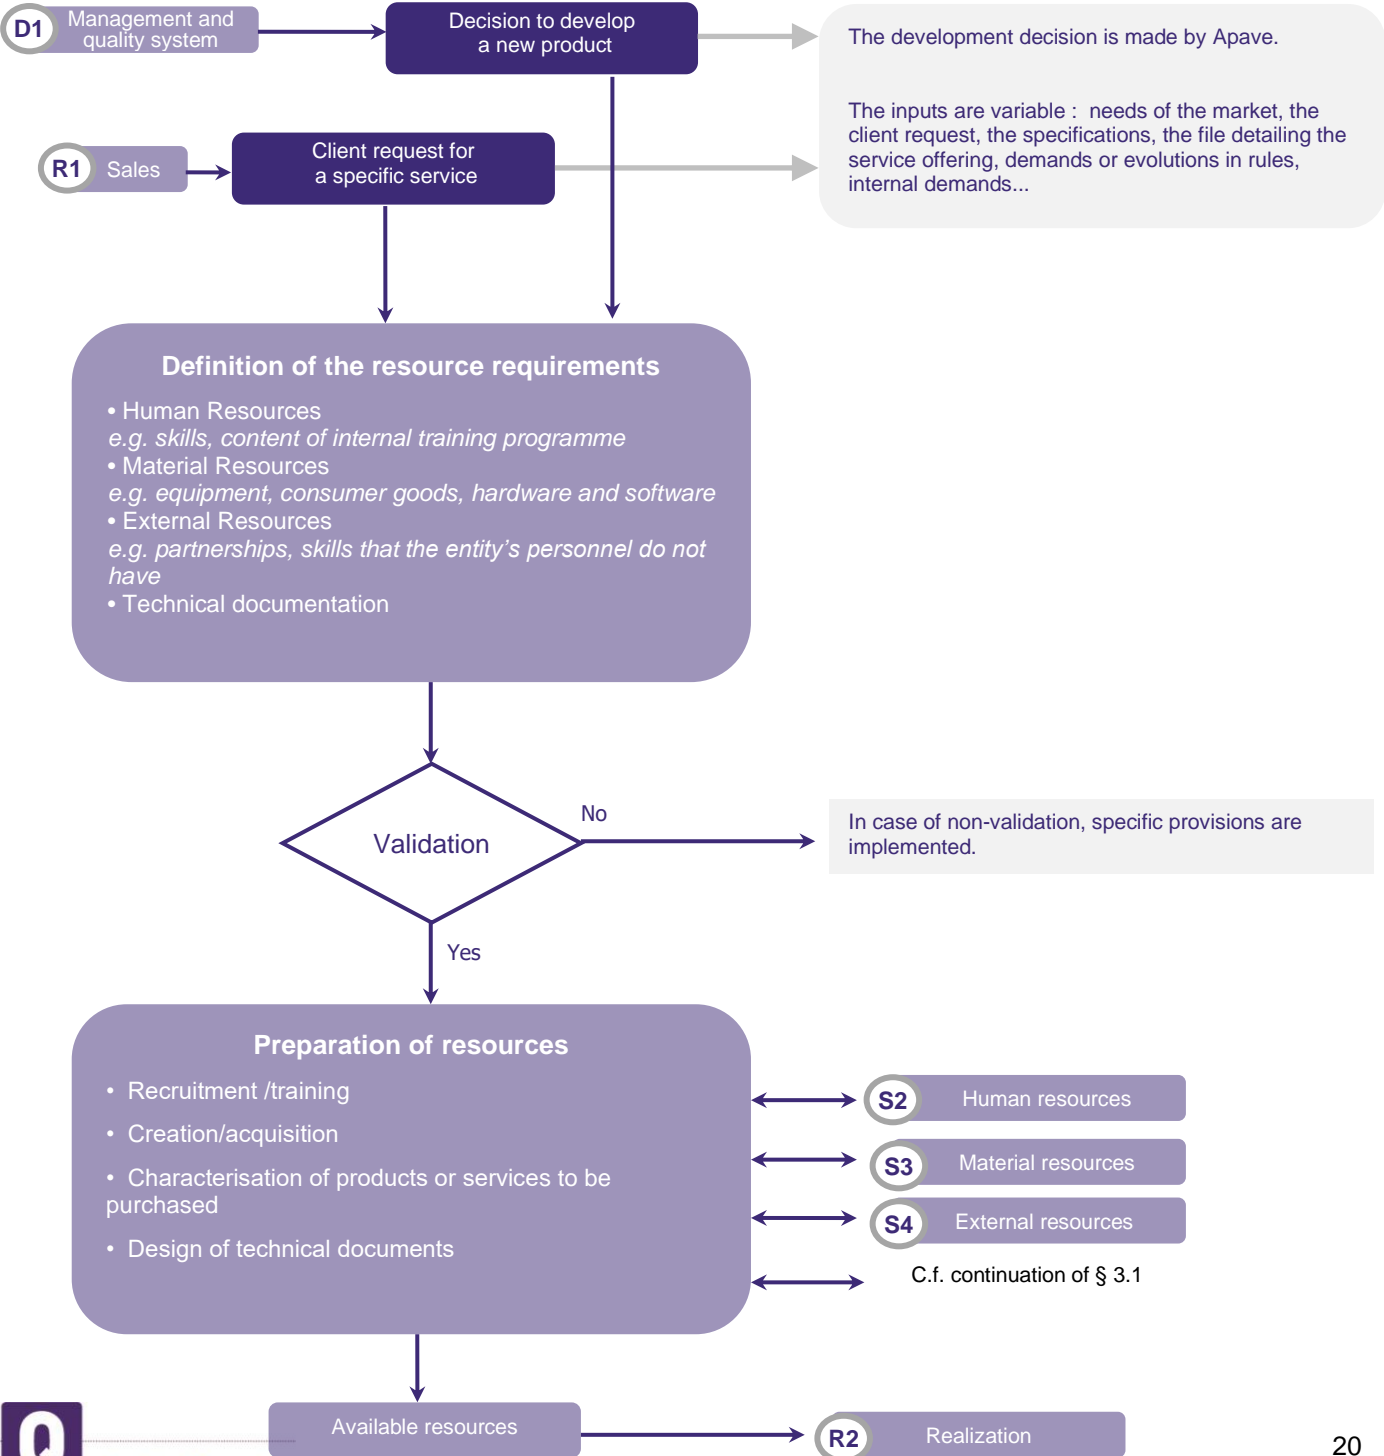 D1
Management and
quality system
Decision to develop
a new product
The development decision is made by Apave.
The inputs are variable : needs of the market, the
client request, the specifications, the file detailing the
service offering, demands or evolutions in rules,
internal demands...
R1
Sales
Client request for
a specific service
Definition of the resource requirements
• Human Resources
e.g. skills, content of internal training programme
• Material Resources
e.g. equipment, consumer goods, hardware and software
• External Resources
e.g. partnerships, skills that the entity’s personnel do not
have
• Technical documentation
Validation
No
In case of non-validation, specific provisions are
implemented.
Yes
Preparation of resources
• Recruitment /training
• Creation/acquisition
• Characterisation of products or services to be
purchased
• Design of technical documents
S2
Human resources
S3
Material resources
S4
External resources
C.f. continuation of § 3.1
Q
Available resources
R2
Realization
20